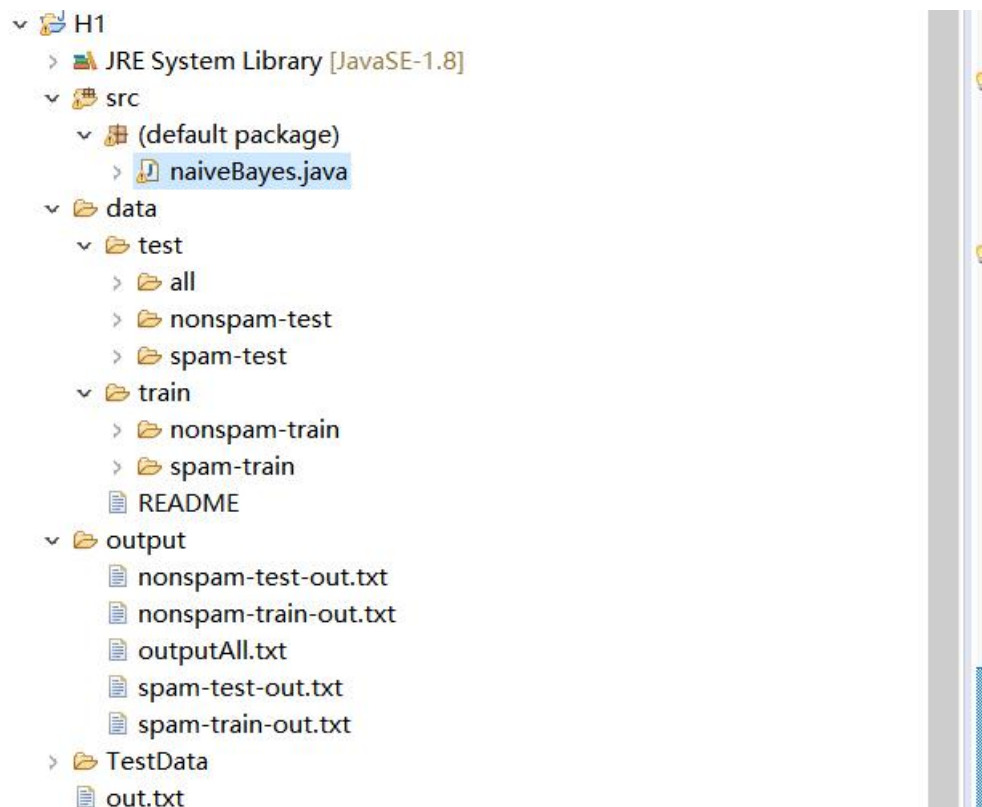 H1
JRE System Library [JavaSE-1.8]
src
(default package)
naiveBayes.java
data
test
all
nonspam-test
spam-test
train
nonspam-train
spam-train
README
output
nonspam-test-out.txt
nonspam-train-out.txt
outputAll.txt
spam-test-out.txt
spam-train-out.txt
TestData
out.txt